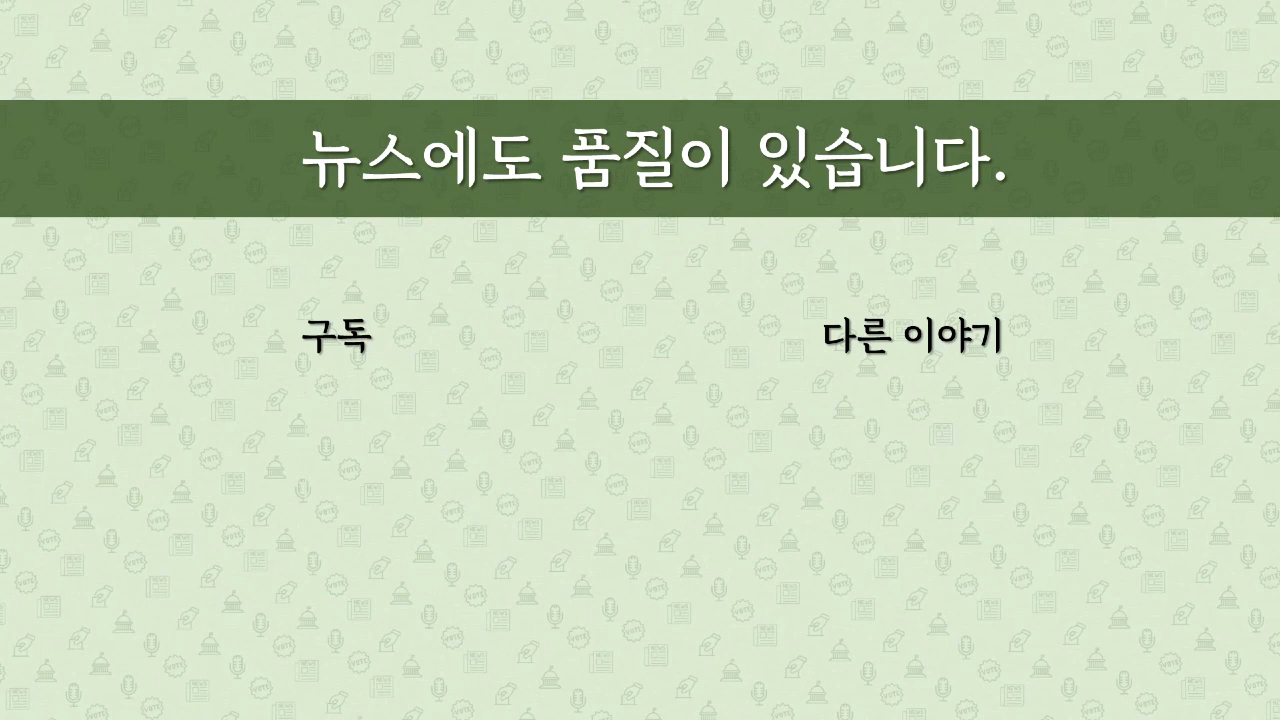 뉴스에도 품질이 있습니다.
구독
다른 이야기